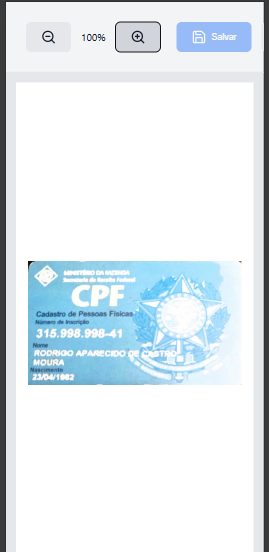 100%
Salvar
MINISTÉRIO DA FAZENDA
Secretaria da Receita Federal
CPF
Cadastro de Pessoas Físicas
Número de Inscrição
315.998.998-41
Nome
RODRIGO APARECIDO DE CASTRO
MOURA
Nascimento
23/04/1982